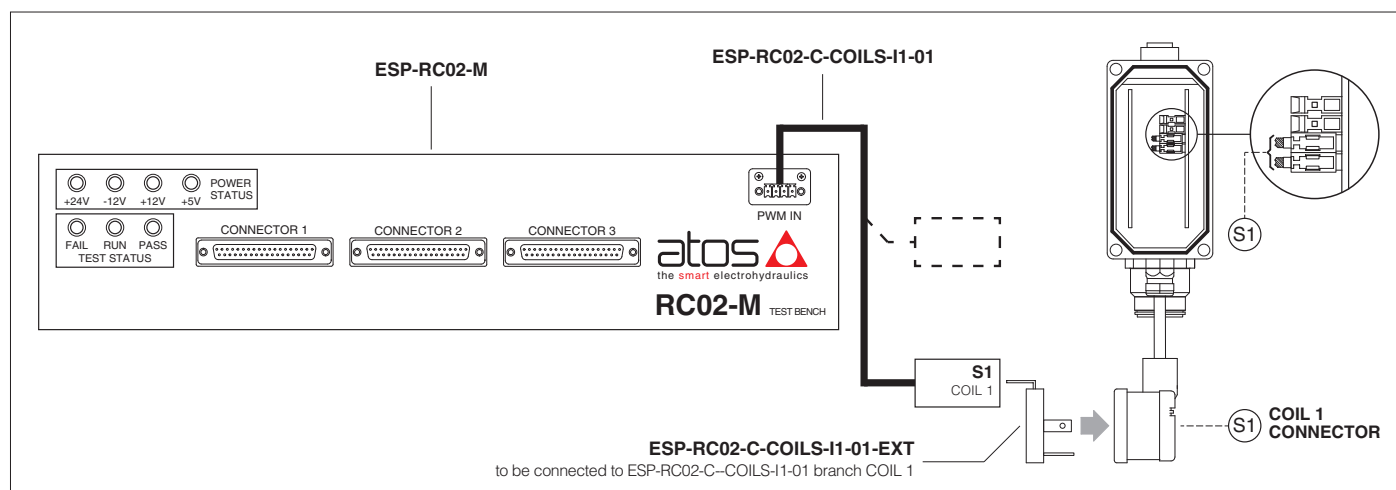 ESP-RC02-M
ESP-RC02-C-COILS-I1-01
+24V -12V +12V +5V
POWER
STATUS
FAIL RUN PASS
TEST STATUS
CONNECTOR 1
CONNECTOR 2
CONNECTOR 3
PWM IN
atos
the smart electrohydraulics
RC02-M TEST BENCH
S1
S1
COIL 1
S1
COIL 1
CONNECTOR
ESP-RC02-C-COILS-I1-01-EXT
to be connected to ESP-RC02-C--COILS-I1-01 branch COIL 1